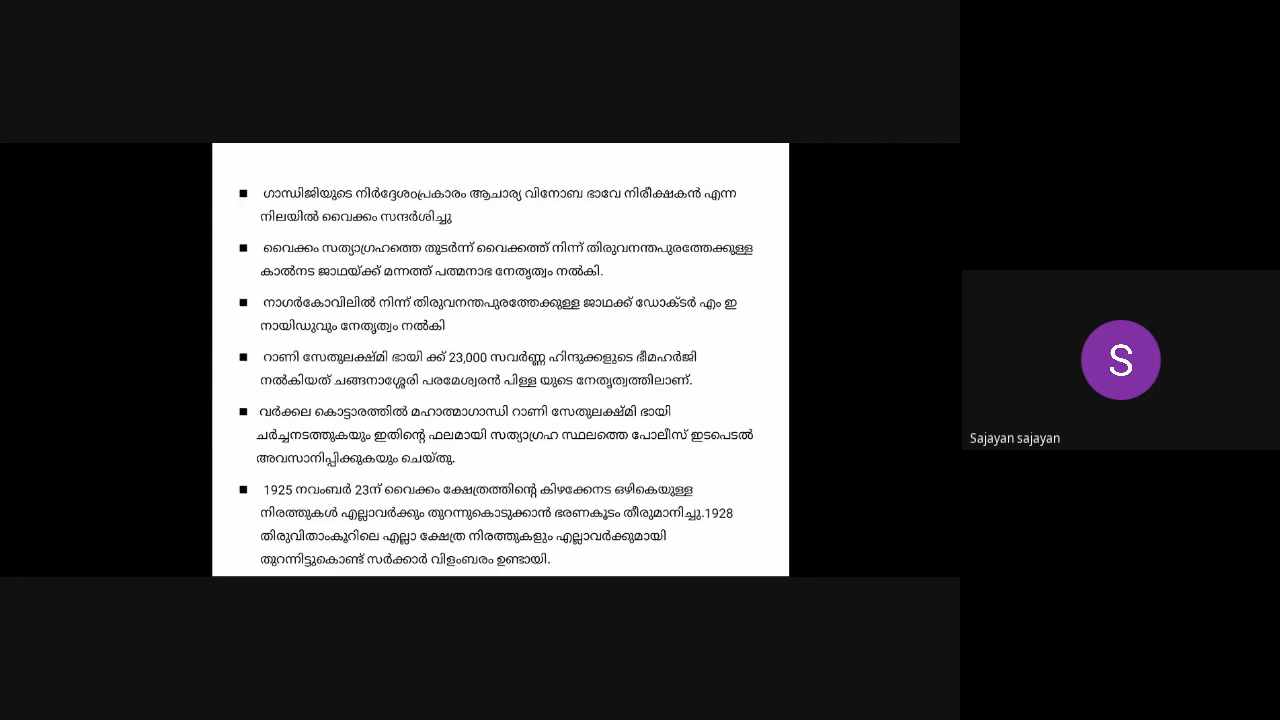 ■ ഗാന്ധിജിയുടെ നിർദ്ദേശംപ്രകാരം ആചാര്യ വിനോബ ഭാവേ നിരീക്ഷകൻ എന്ന
നിലയിൽ വൈക്കം സന്ദർശിച്ചു
■ വൈക്കം സത്യാഗ്രഹത്തെ തുടർന്ന് വൈക്കത്ത് നിന്ന് തിരുവനന്തപുരത്തേക്കുള്ള
കാൽനട ജാഥയ്ക്ക് മന്നത്ത് പത്മനാഭ നേതൃത്വം നൽകി.
■ നാഗർകോവിലിൽ നിന്ന് തിരുവനന്തപുരത്തേക്കുള്ള ജാഥക്ക് ഡോക്ടർ എം ഇ
നായിഡുവും നേതൃത്വം നൽകി
■ റാണി സേതുലക്ഷ്മി ഭായി ക്ക് 23,000 സവർണ്ണ ഹിന്ദുക്കളുടെ ഭീമഹർജി
നൽകിയത് ചങ്ങനാശ്ശേരി പരമേശ്വരൻ പിള്ള യുടെ നേതൃത്വത്തിലാണ്.
■ വർക്കല കൊട്ടാരത്തിൽ മഹാത്മാഗാന്ധി റാണി സേതുലക്ഷ്മി ഭായി
ചർച്ചനടത്തുകയും ഇതിന്റെ ഫലമായി സത്യാഗ്രഹ സ്ഥലത്തെ പോലീസ് ഇടപെടൽ
അവസാനിപ്പിക്കുകയും ചെയ്തു.
■ 1925 നവംബർ 23ന് വൈക്കം ക്ഷേത്രത്തിന്റെ കിഴക്കേനട ഒഴികെയുള്ള
നിരത്തുകൾ എല്ലാവർക്കും തുറന്നുകൊടുക്കാൻ ഭരണകൂടം തീരുമാനിച്ചു.1928
തിരുവിതാംകൂറിലെ എല്ലാ ക്ഷേത്ര നിരത്തുകളും എല്ലാവർക്കുമായി
തുറന്നിട്ടുകൊണ്ട് സർക്കാർ വിളംബരം ഉണ്ടായി.
S
Sajayan sajayan